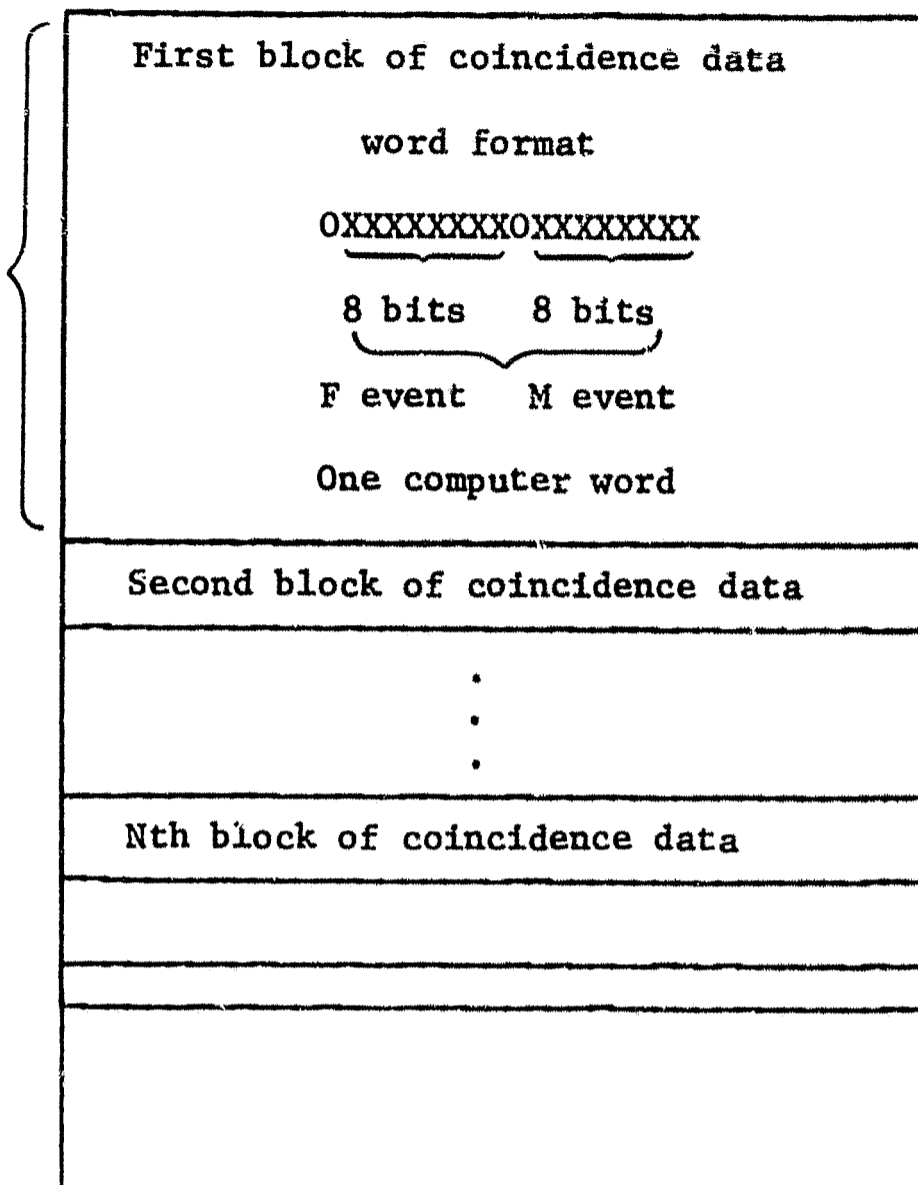 First block of coincidence data
word format
0XXXXXXXX0XXXXXXXX
8 bits 8 bits
F event M event
One computer word
Second block of coincidence data
.
.
.
Nth block of coincidence data